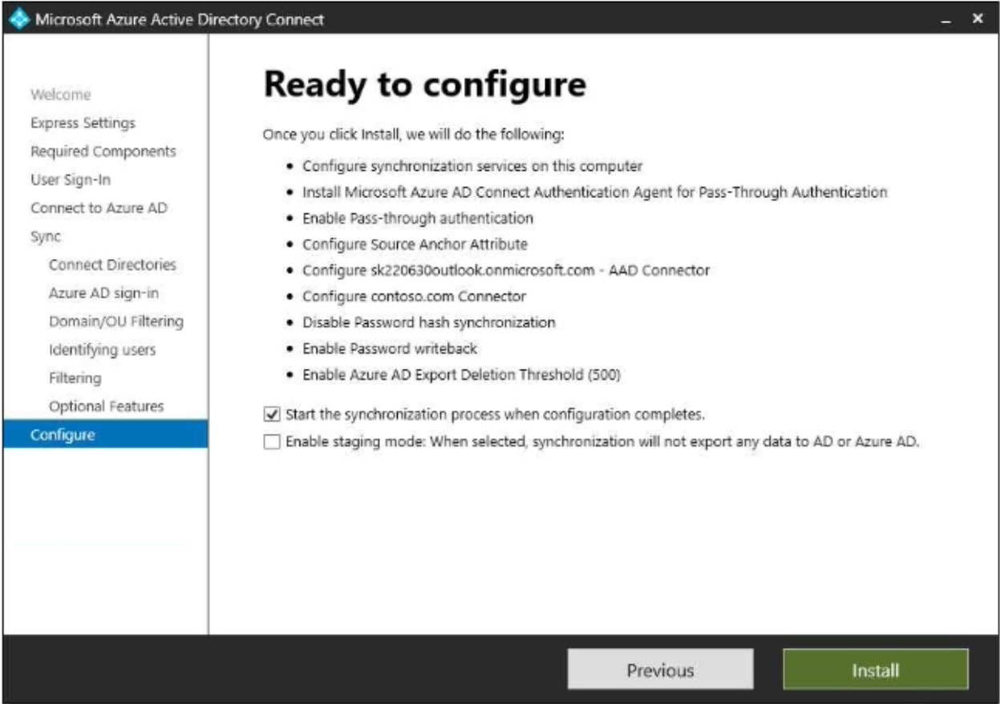 Microsoft Azure Active Directory Connect
Welcome
Express Settings
Required Components
User Sign-In
Connect to Azure AD
Sync
Connect Directories
Azure AD sign-in
Domain/OU Filtering
Identifying users
Filtering
Optional Features
Configure
Ready to configure
Once you click Install, we will do the following:
• Configure synchronization services on this computer
• Install Microsoft Azure AD Connect Authentication Agent for Pass-Through Authentication
• Enable Pass-through authentication
• Configure Source Anchor Attribute
• Configure sk220630outlook.onmicrosoft.com - AAD Connector
• Configure contoso.com Connector
• Disable Password hash synchronization
• Enable Password writeback
• Enable Azure AD Export Deletion Threshold (500)
Start the synchronization process when configuration completes.
Enable staging mode: When selected, synchronization will not export any data to AD or Azure AD.
Previous
Install